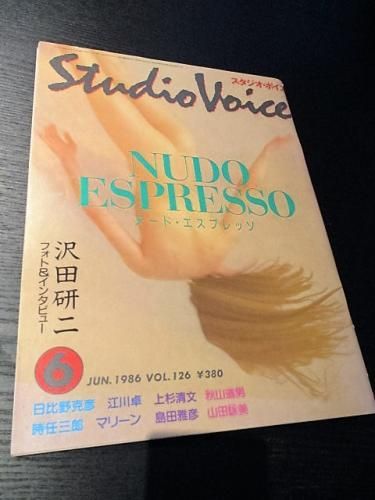 スタジオ・ボイス
Studio Voice
NUDO
ESPRESSO
ヌード・エスプレッソ
沢田研二
フォト&インタビュー
6
JUN. 1986 VOL. 126 ¥380
日比野克彦 江川卓 上杉清文 秋山道男
時任三郎 マリーン 島田雅彦 山田詠美